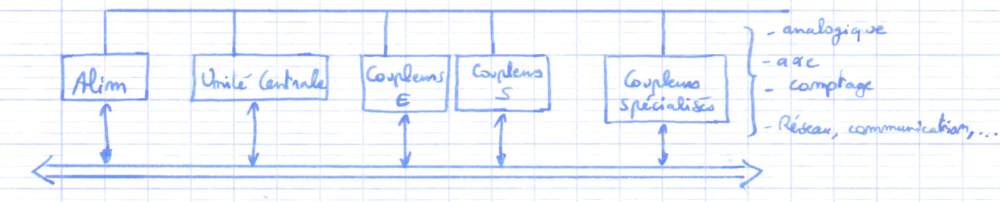 Alim
Unité Centrale
Coupleurs
E
Coupleurs
S
Coupleurs
spécialisés
- analogique
- axe
- comptage
- Réseau, communication,...